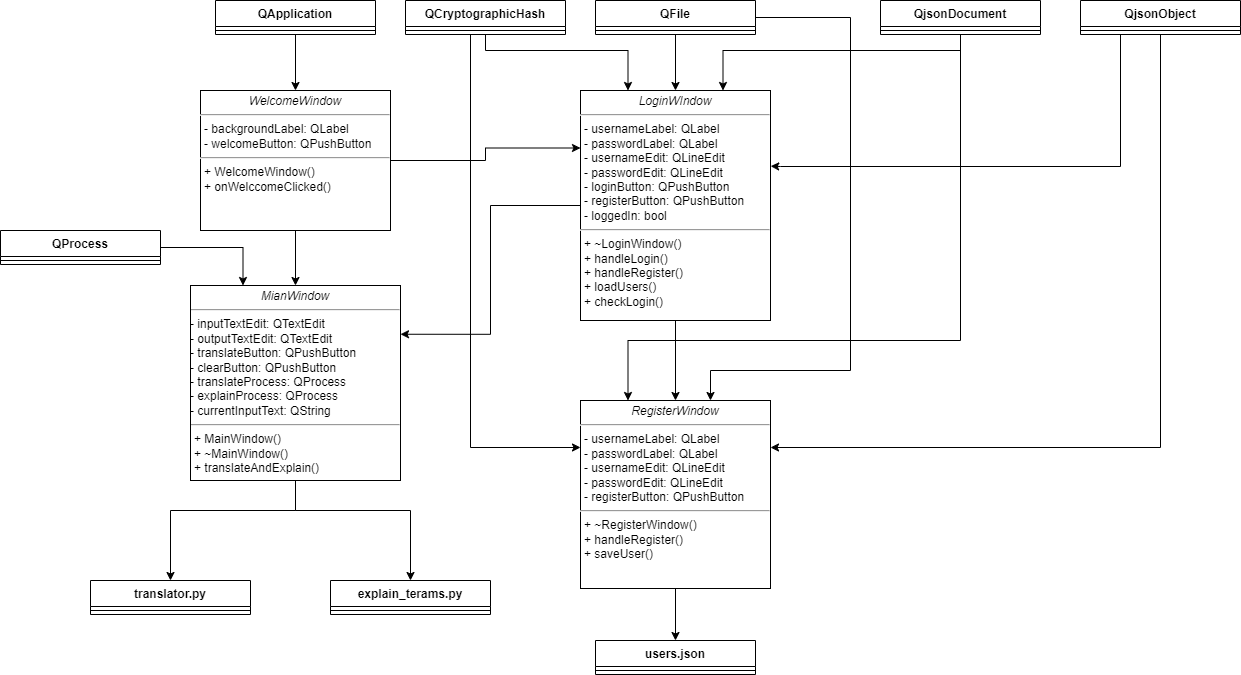 QApplication
QCryptographicHash
QFile
QjsonDocument
QjsonObject
WelcomeWindow
- backgroundLabel: QLabel
- welcomeButton: QPushButton
+ WelcomeWindow()
+ onWelccomeClicked()
LoginWIndow
- usernameLabel: QLabel
- passwordLabel: QLabel
- usernameEdit: QLineEdit
- passwordEdit: QLineEdit
- loginButton: QPushButton
- registerButton: QPushButton
- loggedIn: bool
+ ~LoginWindow()
+ handleLogin()
+ handleRegister()
+ loadUsers()
+ checkLogin()
QProcess
MianWindow
- inputTextEdit: QTextEdit
- outputTextEdit: QTextEdit
- translateButton: QPushButton
- clearButton: QPushButton
- translateProcess: QProcess
- explainProcess: QProcess
- currentInputText: QString
+ MainWindow()
+ ~MainWindow()
+ translateAndExplain()
RegisterWindow
- usernameLabel: QLabel
- passwordLabel: QLabel
- usernameEdit: QLineEdit
- passwordEdit: QLineEdit
- registerButton: QPushButton
+ ~RegisterWindow()
+ handleRegister()
+ saveUser()
translator.py
explain_terams.py
users.json